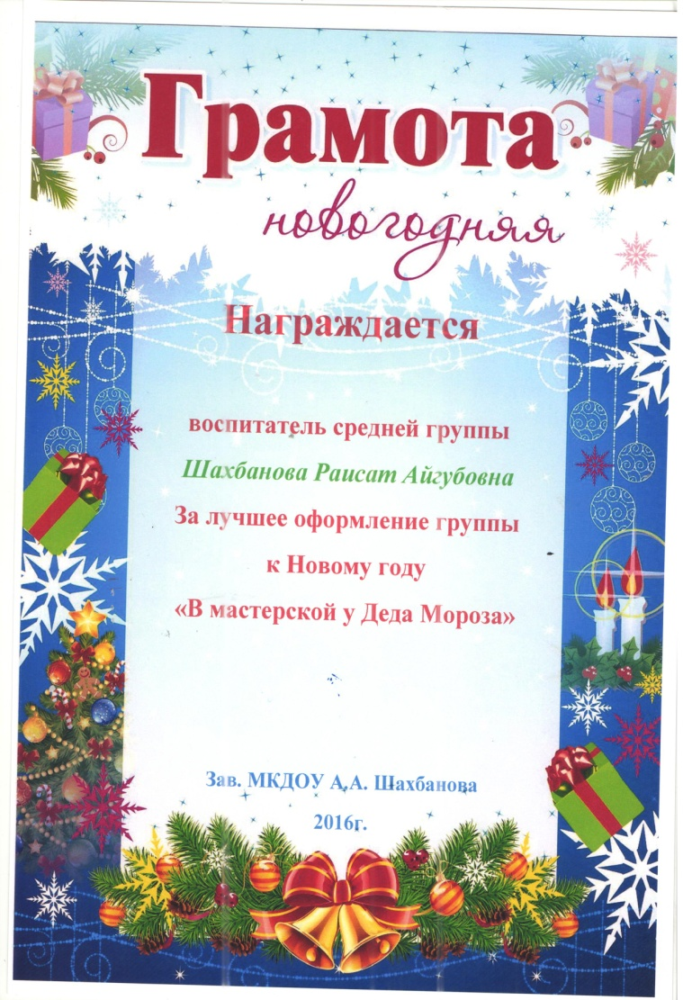 Грамота
новогодняя
Награждается
воспитатель средней группы
Шахбанова Раисат Айгубовна
За лучшее оформление группы
к Новому году
«В мастерской у Деда Мороза»
Зав. МКДОУ А.А. Шахбанова
2016г.